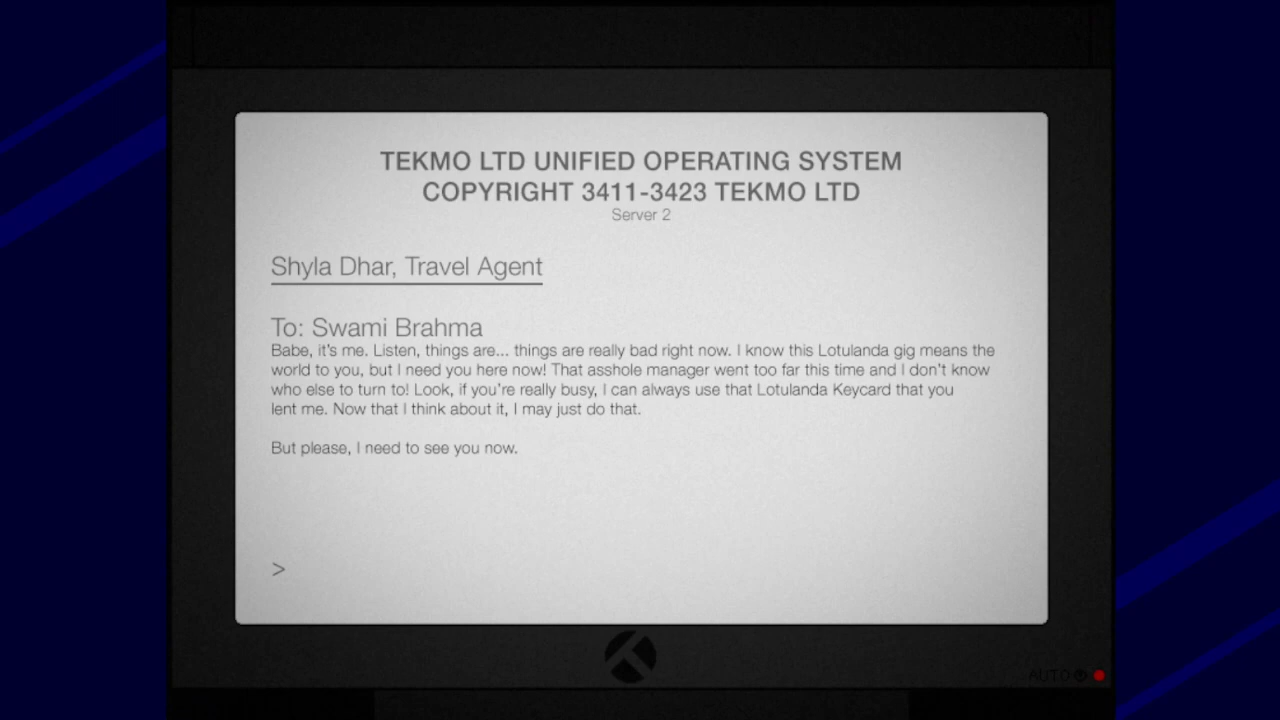 TEKMO LTD UNIFIED OPERATING SYSTEM
COPYRIGHT 3411-3423 TEKMO LTD
Server 2
Shyla Dhar, Travel Agent
To: Swami Brahma
Babe, it's me. Listen, things are... things are really bad right now. I know this Lotulanda gig means the
world to you, but I need you here now! That asshole manager went too far this time and I don't know
who else to turn to! Look, if you're really busy, I can always use that Lotulanda Keycard that you
lent me. Now that I think about it, I may just do that.
But please, I need to see you now.
>
AUTO